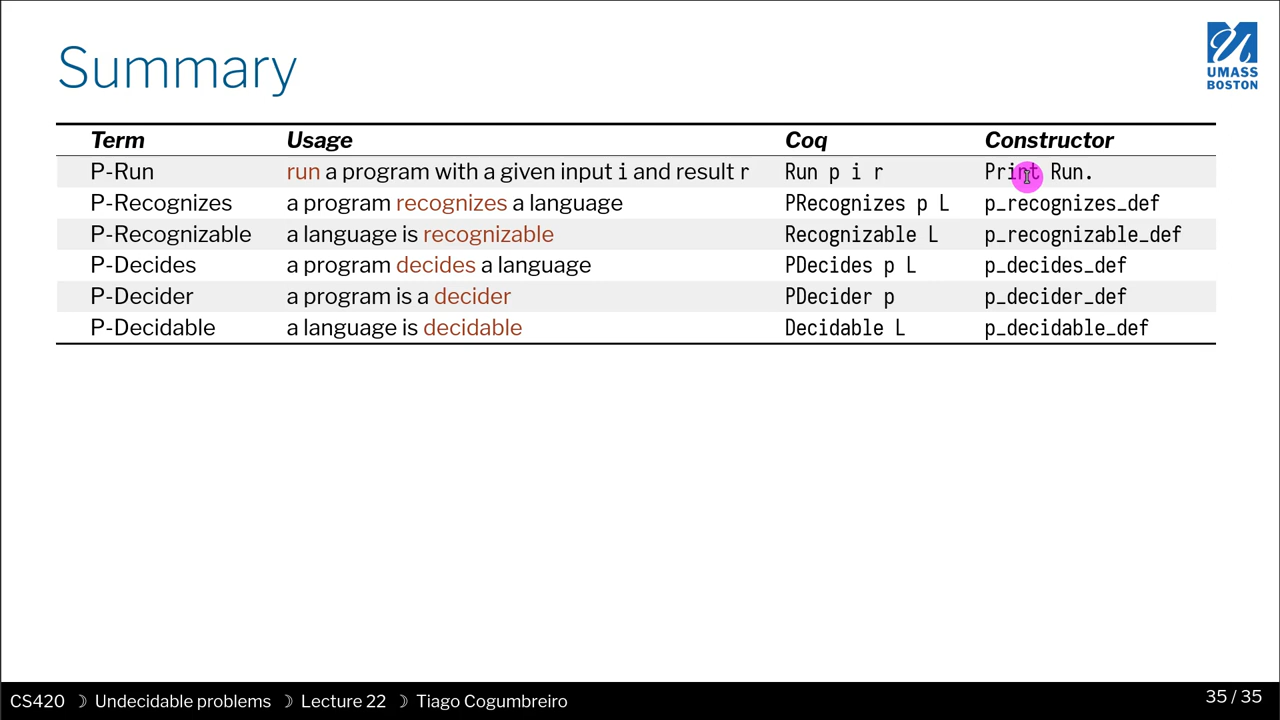 Summary
UMASS
BOSTON
Term Usage Coq Constructor
P-Run run a program with a given input i and result r Run p i r Print Run.
P-Recognizes a program recognizes a language PRecognizes p L p_recognizes_def
P-Recognizable a language is recognizable Recognizable L p_recognizable_def
P-Decides a program decides a language PDecides p L p_decides_def
P-Decider a program is a decider PDecider p p_decider_def
P-Decidable a language is decidable Decidable L p_decidable_def
CS420 ☽ Undecidable problems ☽ Lecture 22 ☽ Tiago Cogumbreiro 35 / 35